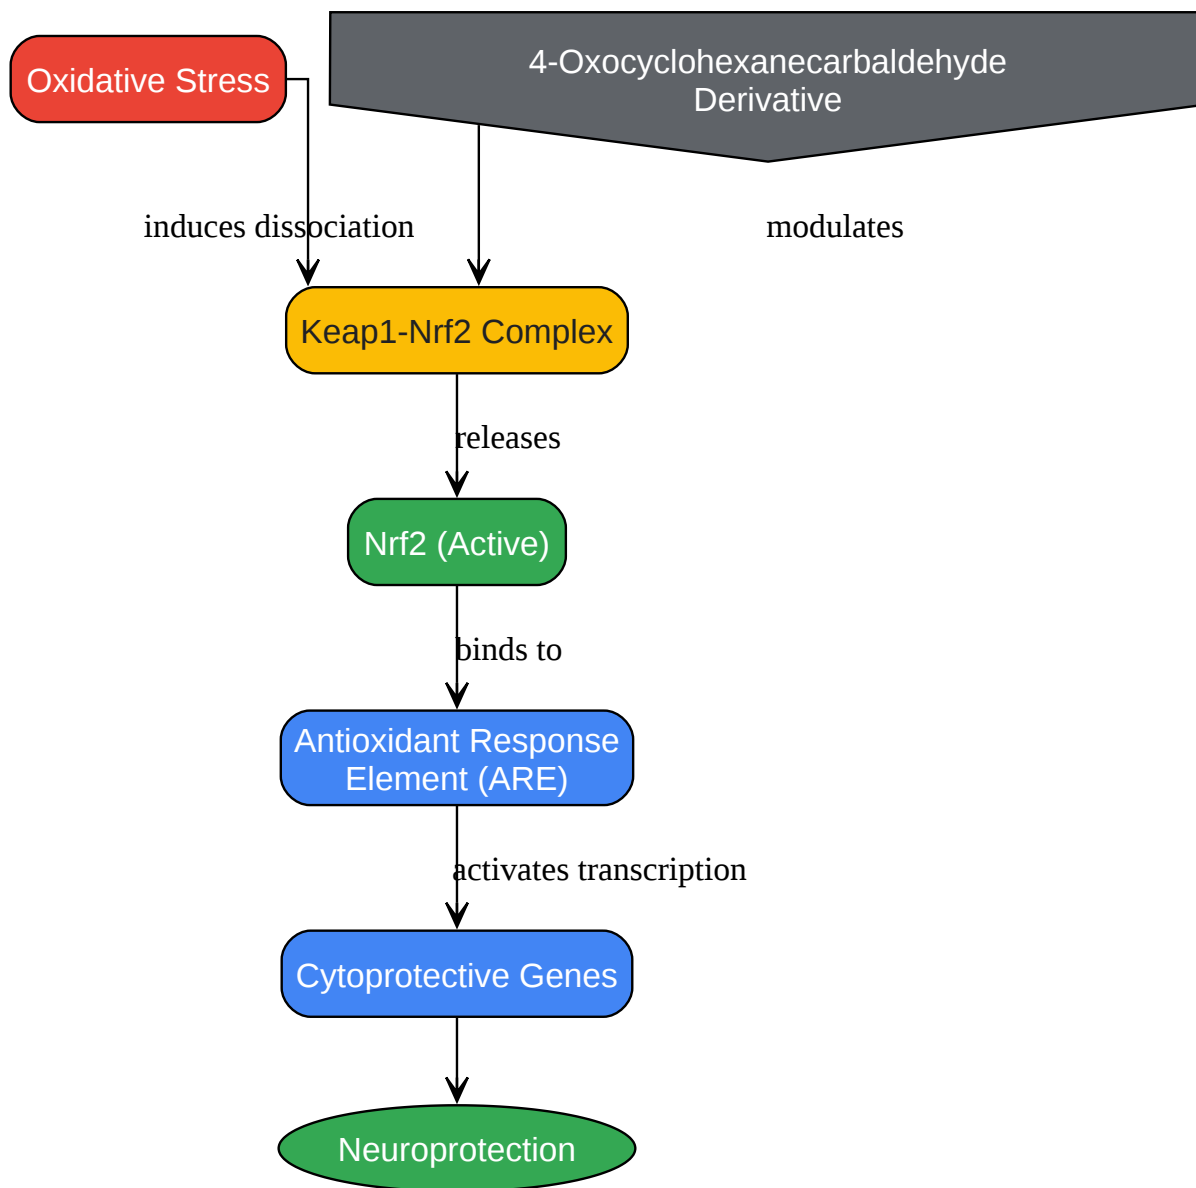 Oxidative Stress
4-Oxocyclohexanecarbaldehyde
Derivative
induces dissociation
modulates
Keap1-Nrf2 Complex
releases
Nrf2 (Active)
binds to
Antioxidant Response
Element (ARE)
activates transcription
Cytoprotective Genes
Neuroprotection